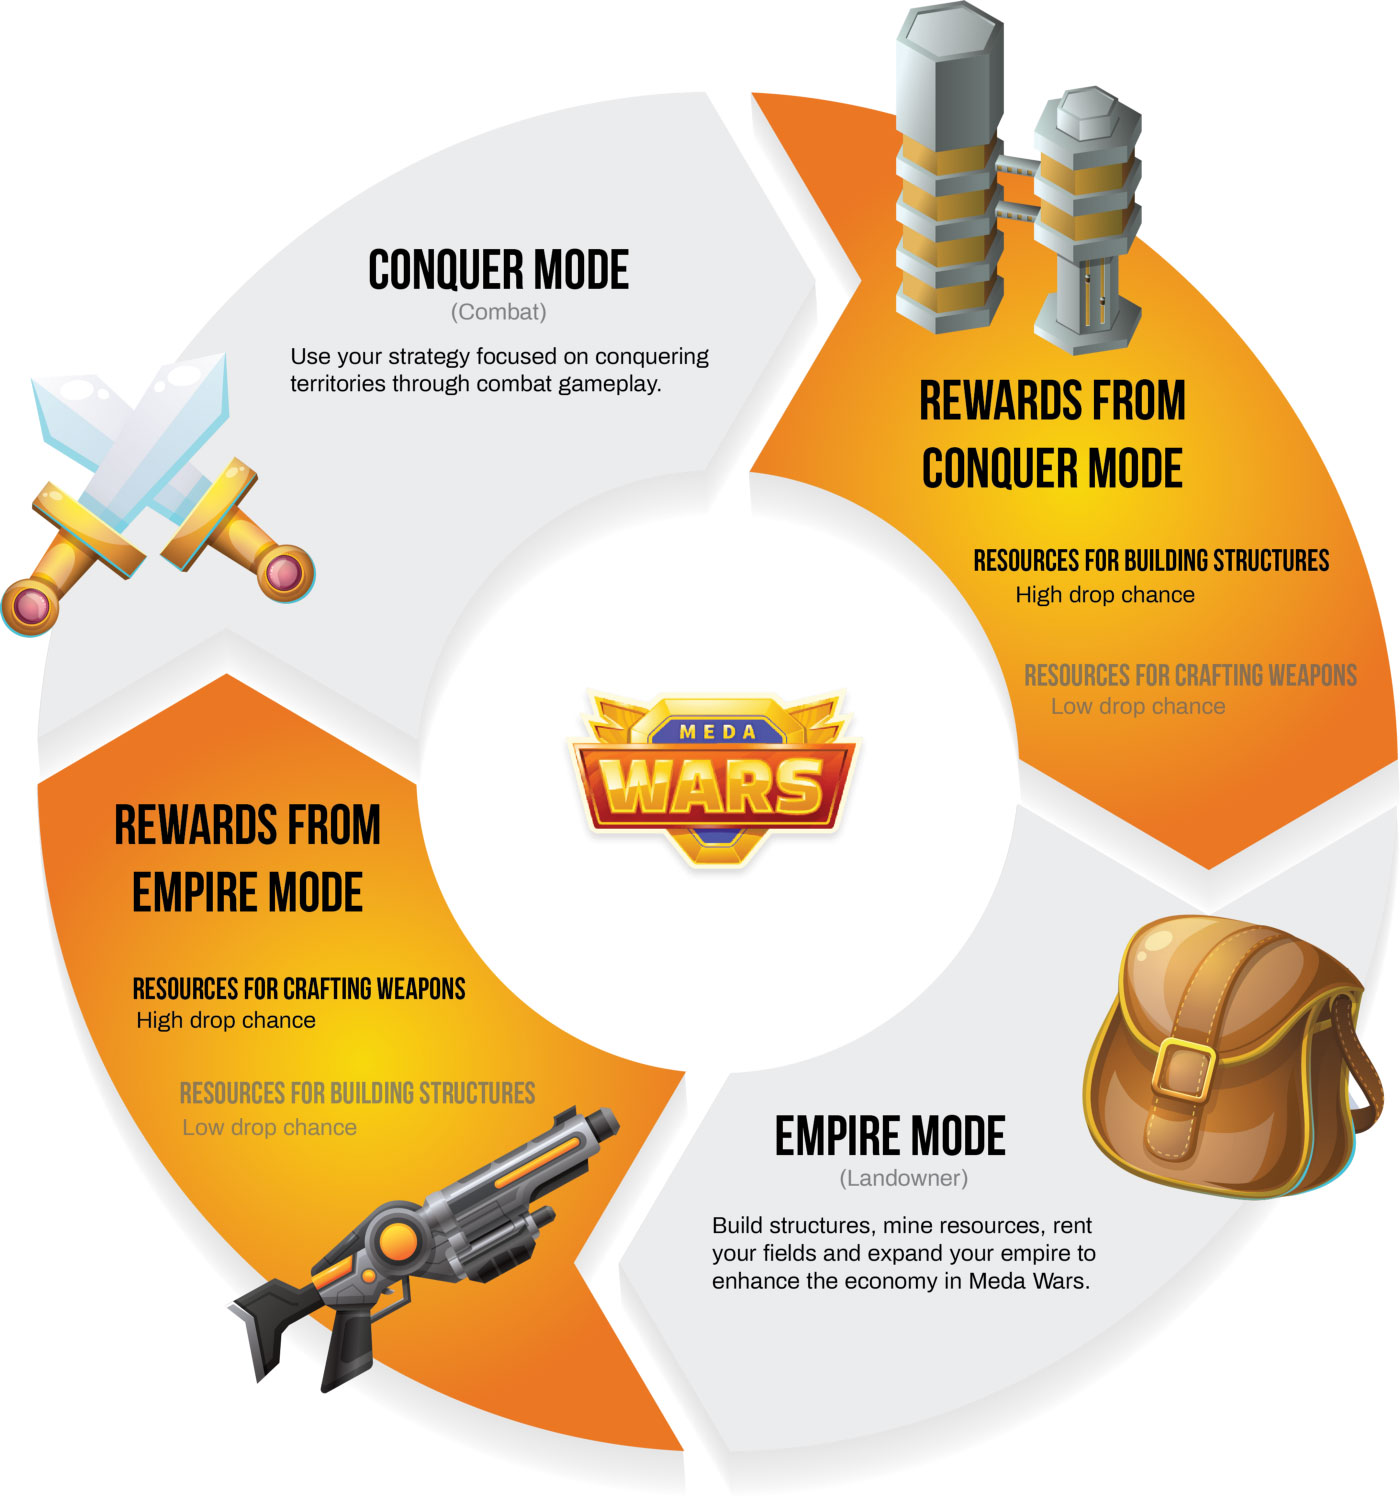 CONQUER MODE
(Combat)
Use your strategy focused on conquering
territories through combat gameplay.
REWARDS FROM
CONQUER MODE
RESOURCES FOR BUILDING STRUCTURES
High drop chance
RESOURCES FOR CRAFTING WEAPONS
Low drop chance
MEDA
WARS
REWARDS FROM
EMPIRE MODE
RESOURCES FOR CRAFTING WEAPONS
High drop chance
RESOURCES FOR BUILDING STRUCTURES
Low drop chance
EMPIRE MODE
(Landowner)
Build structures, mine resources, rent
your fields and expand your empire to
enhance the economy in Meda Wars.